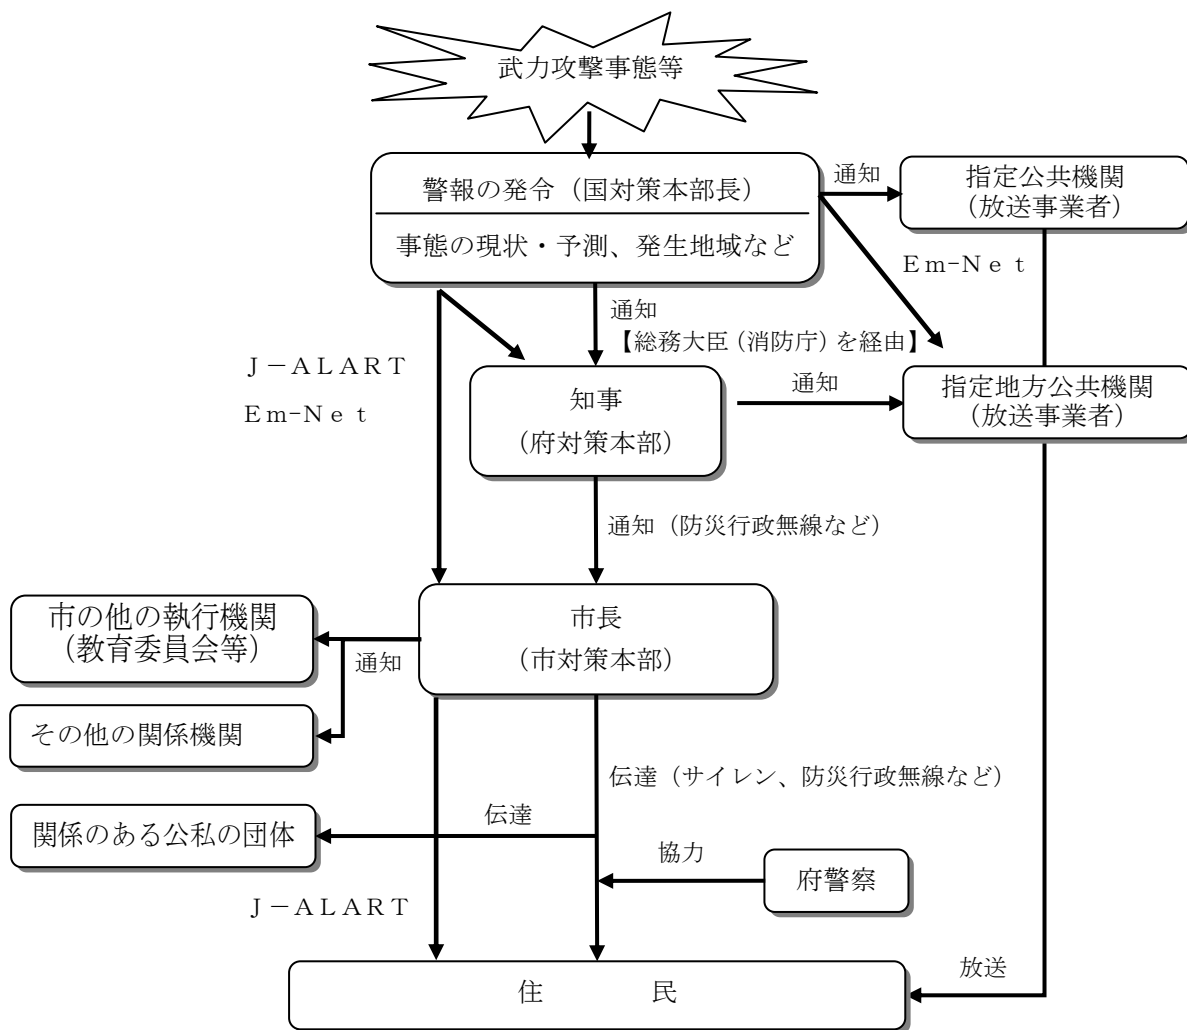 武力攻撃事態等
警報の発令（国対策本部長）
事態の現状・予測、発生地域など
通知
指定公共機関
（放送事業者）
Ｅｍ−Ｎｅｔ
通知
【総務大臣（消防庁）を経由】
Ｊ－ＡＬＡＲＴ
Ｅｍ−Ｎｅｔ
知事
（府対策本部）
通知
指定地方公共機関
（放送事業者）
通知（防災行政無線など）
市長
（市対策本部）
市の他の執行機関
（教育委員会等）
通知
その他の関係機関
伝達（サイレン、防災行政無線など）
関係のある公私の団体
伝達
協力
府警察
Ｊ－ＡＬＡＲＴ
放送
住　　　　民